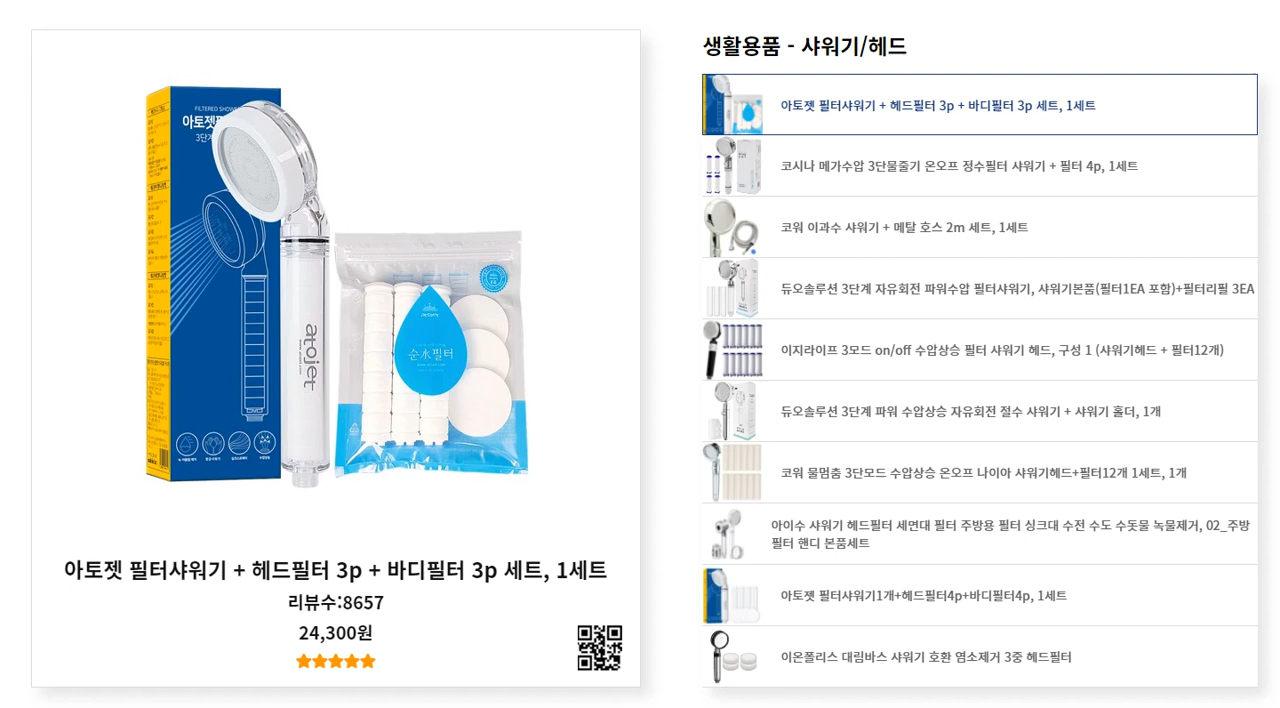 FILTERED SHOWE
아토젯
3단계
atojet
순수필터
아토젯 필터샤워기 + 헤드필터 3p + 바디필터 3p 세트, 1세트
리뷰수:8657
24,300원
생활용품 - 샤워기/헤드
아토젯 필터샤워기 + 헤드필터 3p + 바디필터 3p 세트, 1세트
코시나 메가수압 3단물줄기 온오프 정수필터 샤워기 + 필터 4p, 1세트
코워 이과수 샤워기 + 메탈 호스 2m 세트, 1세트
듀오솔루션 3단계 자유회전 파워수압 필터샤워기, 샤워기본품(필터1EA 포함)+필터리필 3EA
이지라이프 3모드 on/off 수압상승 필터 샤워기 헤드, 구성 1 (샤워기헤드 + 필터12개)
듀오솔루션 3단계 파워 수압상승 자유회전 절수 샤워기 + 샤워기 홀더, 1개
코워 물멈춤 3단모드 수압상승 온오프 나이아 샤워기헤드+필터12개 1세트, 1개
아이수 샤워기 헤드필터 세면대 필터 주방용 필터 싱크대 수전 수도 수돗물 녹물제거, 02_주방
필터 핸디 본품세트
아토젯 필터샤워기1개+헤드필터4p+바디필터4p, 1세트
이온폴리스 대림바스 샤워기 호환 염소제거 3중 헤드필터